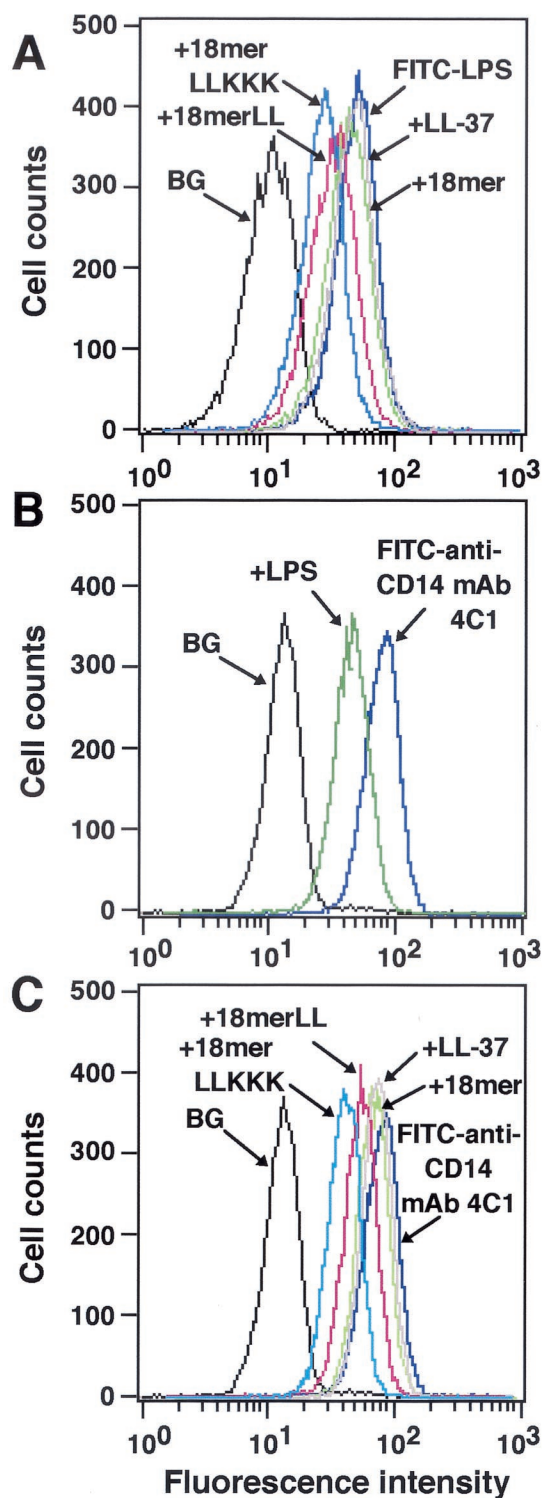 A
500
400
300
200
100
0
Cell counts
+18mer
LLKKK
+18merLL
BG
FITC-LPS
+LL-37
+18mer
10⁰ 10¹ 10² 10³
B
500
400
300
200
100
0
Cell counts
BG
+LPS
FITC-anti-
CD14 mAb
4C1
10⁰ 10¹ 10² 10³
C
500
400
300
200
100
0
Cell counts
+18merLL
+18mer
LLKKK
BG
+LL-37
+18mer
FITC-anti-
CD14
mAb 4C1
10⁰ 10¹ 10² 10³
Fluorescence intensity